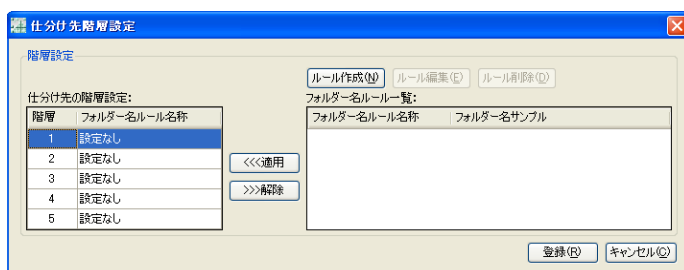 仕分け先階層設定
階層設定
ルール作成(N) ルール編集(E) ルール削除(D)
仕分け先の階層設定: フォルダー名ルール一覧:
階層 フォルダー名ルール名称 フォルダー名ルール名称 フォルダー名サンプル
1 設定なし
2 設定なし
<<<適用
3 設定なし
>>>解除
4 設定なし
5 設定なし
登録(R) キャンセル(C)